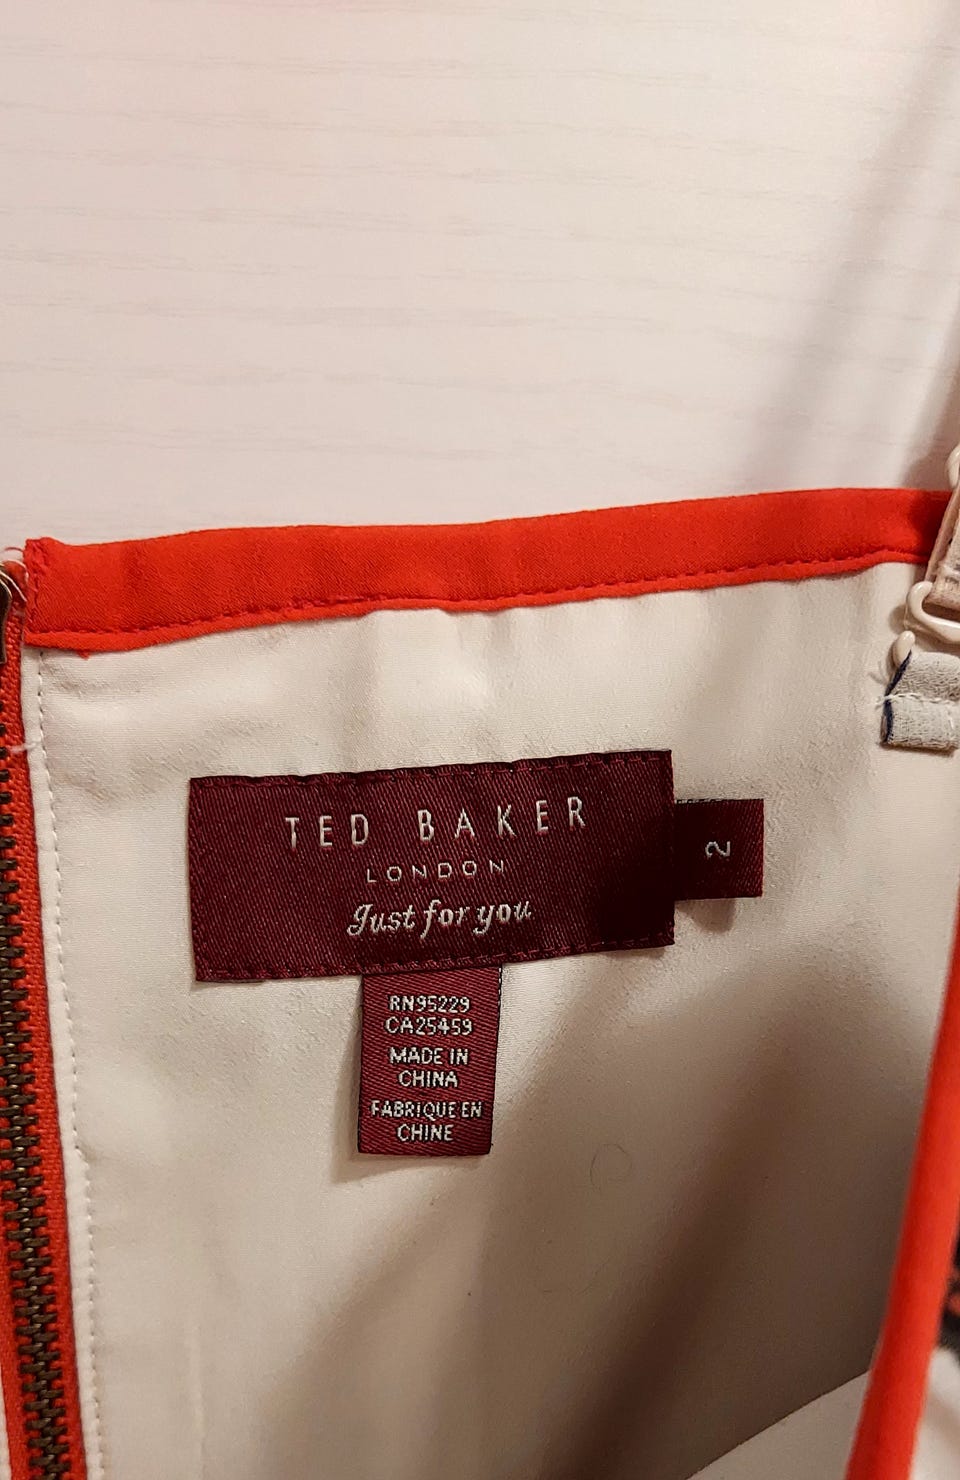 TED BAKER
LONDON
Just for you
2
RN95229
CA25459
MADE IN
CHINA
FABRIQUE EN
CHINE